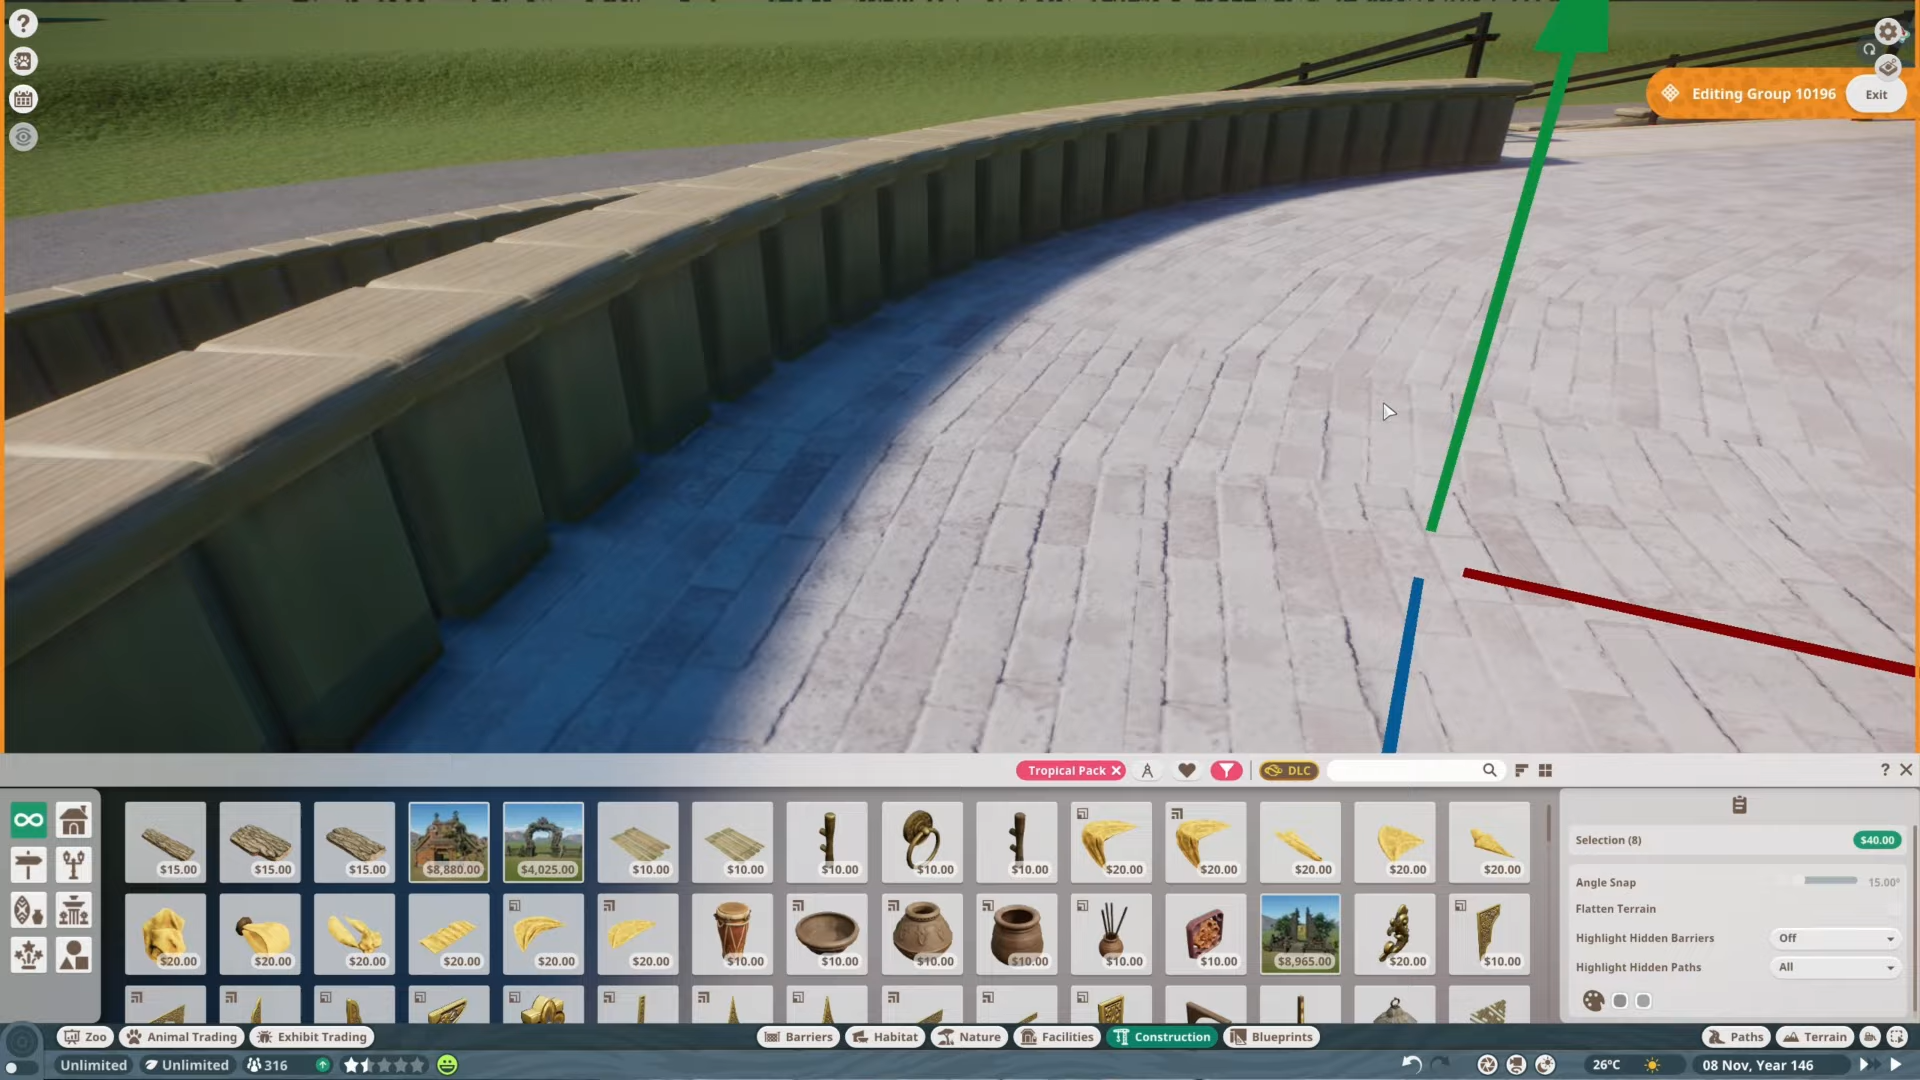 ?
Editing Group 10196
Exit
Tropical Pack ×
DLC
? ×
$15.00
$15.00
$15.00
$8,880.00
$4,025.00
$10.00
$10.00
$10.00
$10.00
$10.00
$20.00
$20.00
$20.00
$20.00
$20.00
$20.00
$20.00
$20.00
$20.00
$20.00
$20.00
$10.00
$10.00
$10.00
$10.00
$10.00
$10.00
$8,965.00
$20.00
$10.00
Selection (8)
$40.00
Angle Snap
15.00°
Flatten Terrain
Highlight Hidden Barriers
Off
Highlight Hidden Paths
All
Zoo
Animal Trading
Exhibit Trading
Barriers
Habitat
Nature
Facilities
Construction
Blueprints
Paths
Terrain
Unlimited
Unlimited
316
26°C
08 Nov, Year 146